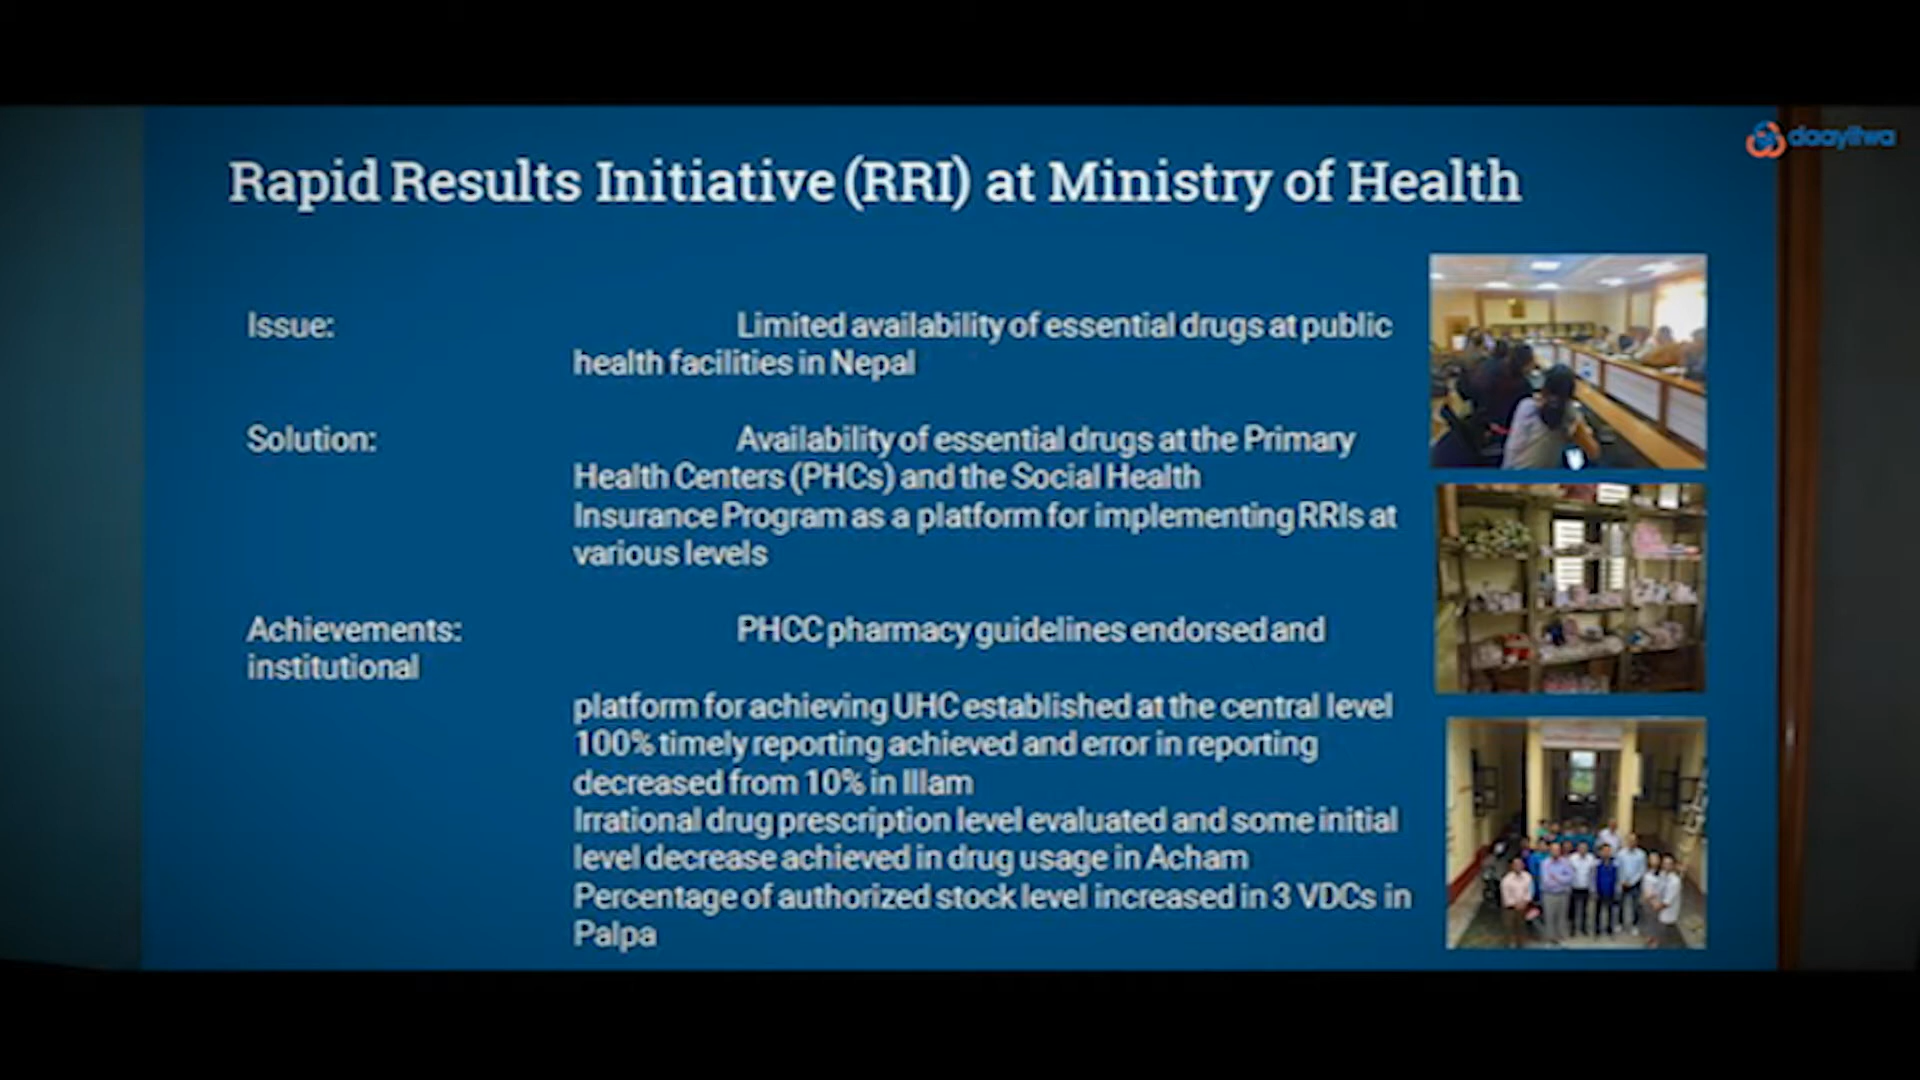 daayitwa
Rapid Results Initiative (RRI) at Ministry of Health
Issue: Limited availability of essential drugs at public
health facilities in Nepal
Solution: Availability of essential drugs at the Primary
Health Centers (PHCs) and the Social Health
Insurance Program as a platform for implementing RRIs at
various levels
Achievements: PHCC pharmacy guidelines endorsed and
institutional
platform for achieving UHC established at the central level
100% timely reporting achieved and error in reporting
decreased from 10% in Illam
Irrational drug prescription level evaluated and some initial
level decrease achieved in drug usage in Acham
Percentage of authorized stock level increased in 3 VDCs in
Palpa